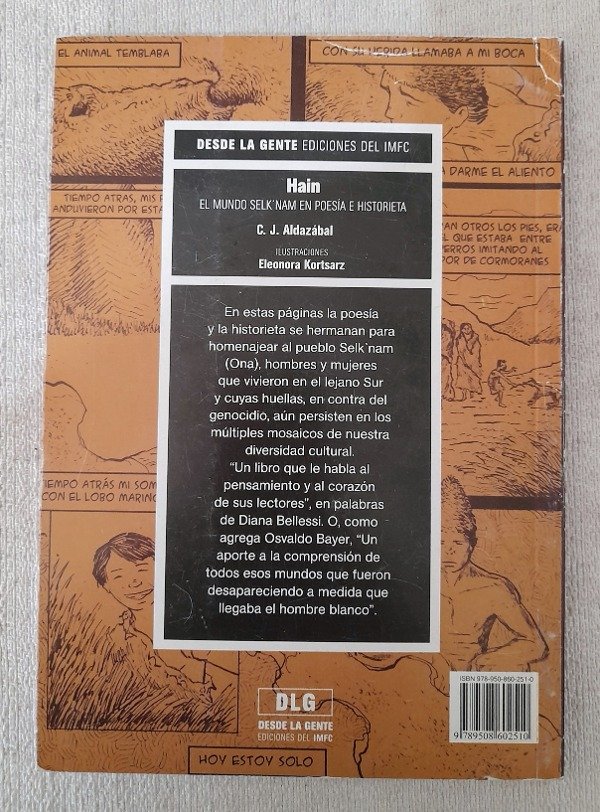 EL ANIMAL TEMBLABA
CON SU HERIDA LLAMABA A MI BOCA
DARME EL ALIENTO
TIEMPO ATRAS, MIS
ANDUVIERON POR ESTA
OTROS LOS PIES, ERA
EL QUE ESTABA ENTRE
IMITANDO AL
DE CORMORANES
DESDE LA GENTE EDICIONES DEL IMFC
Hain
EL MUNDO SELK'NAM EN POESÍA E HISTORIETA
C. J. Aldazábal
ILUSTRACIONES
Eleonora Kortsarz
En estas páginas la poesía
y la historieta se hermanan para
homenajear al pueblo Selk'nam
(Ona), hombres y mujeres
que vivieron en el lejano Sur
y cuyas huellas, en contra del
genocidio, aún persisten en los
múltiples mosaicos de nuestra
diversidad cultural.
"Un libro que le habla al
pensamiento y al corazón
de sus lectores", en palabras
de Diana Bellessi. O, como
agrega Osvaldo Bayer, "Un
aporte a la comprensión de
todos esos mundos que fueron
desapareciendo a medida que
llegaba el hombre blanco".
TIEMPO ATRÁS MI SOM
CON EL LOBO MARINO
ISBN 978-950-860-251-0
9789508602510
DLG
DESDE LA GENTE
EDICIONES DEL IMFC
HOY ESTOY SOLO